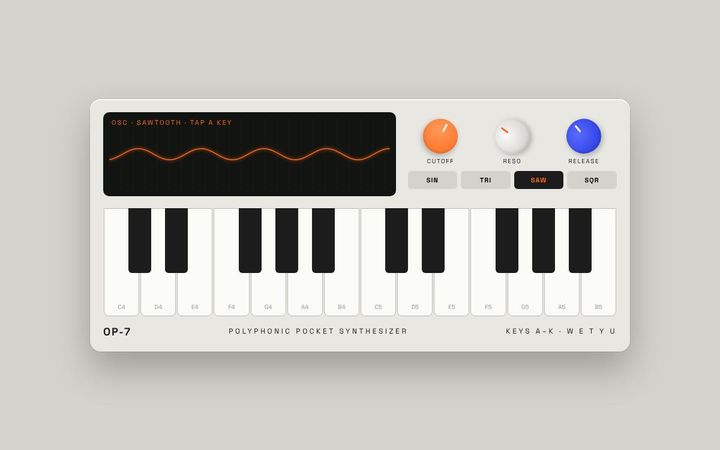 OSC · SAWTOOTH · TAP A KEY
CUTOFF RESO RELEASE
SIN TRI SAW SQR
C4 D4 E4 F4 G4 A4 B4 C5 D5 E5 F5 G5 A5 B5
OP-7 POLYPHONIC POCKET SYNTHESIZER KEYS A–K · W E T Y U